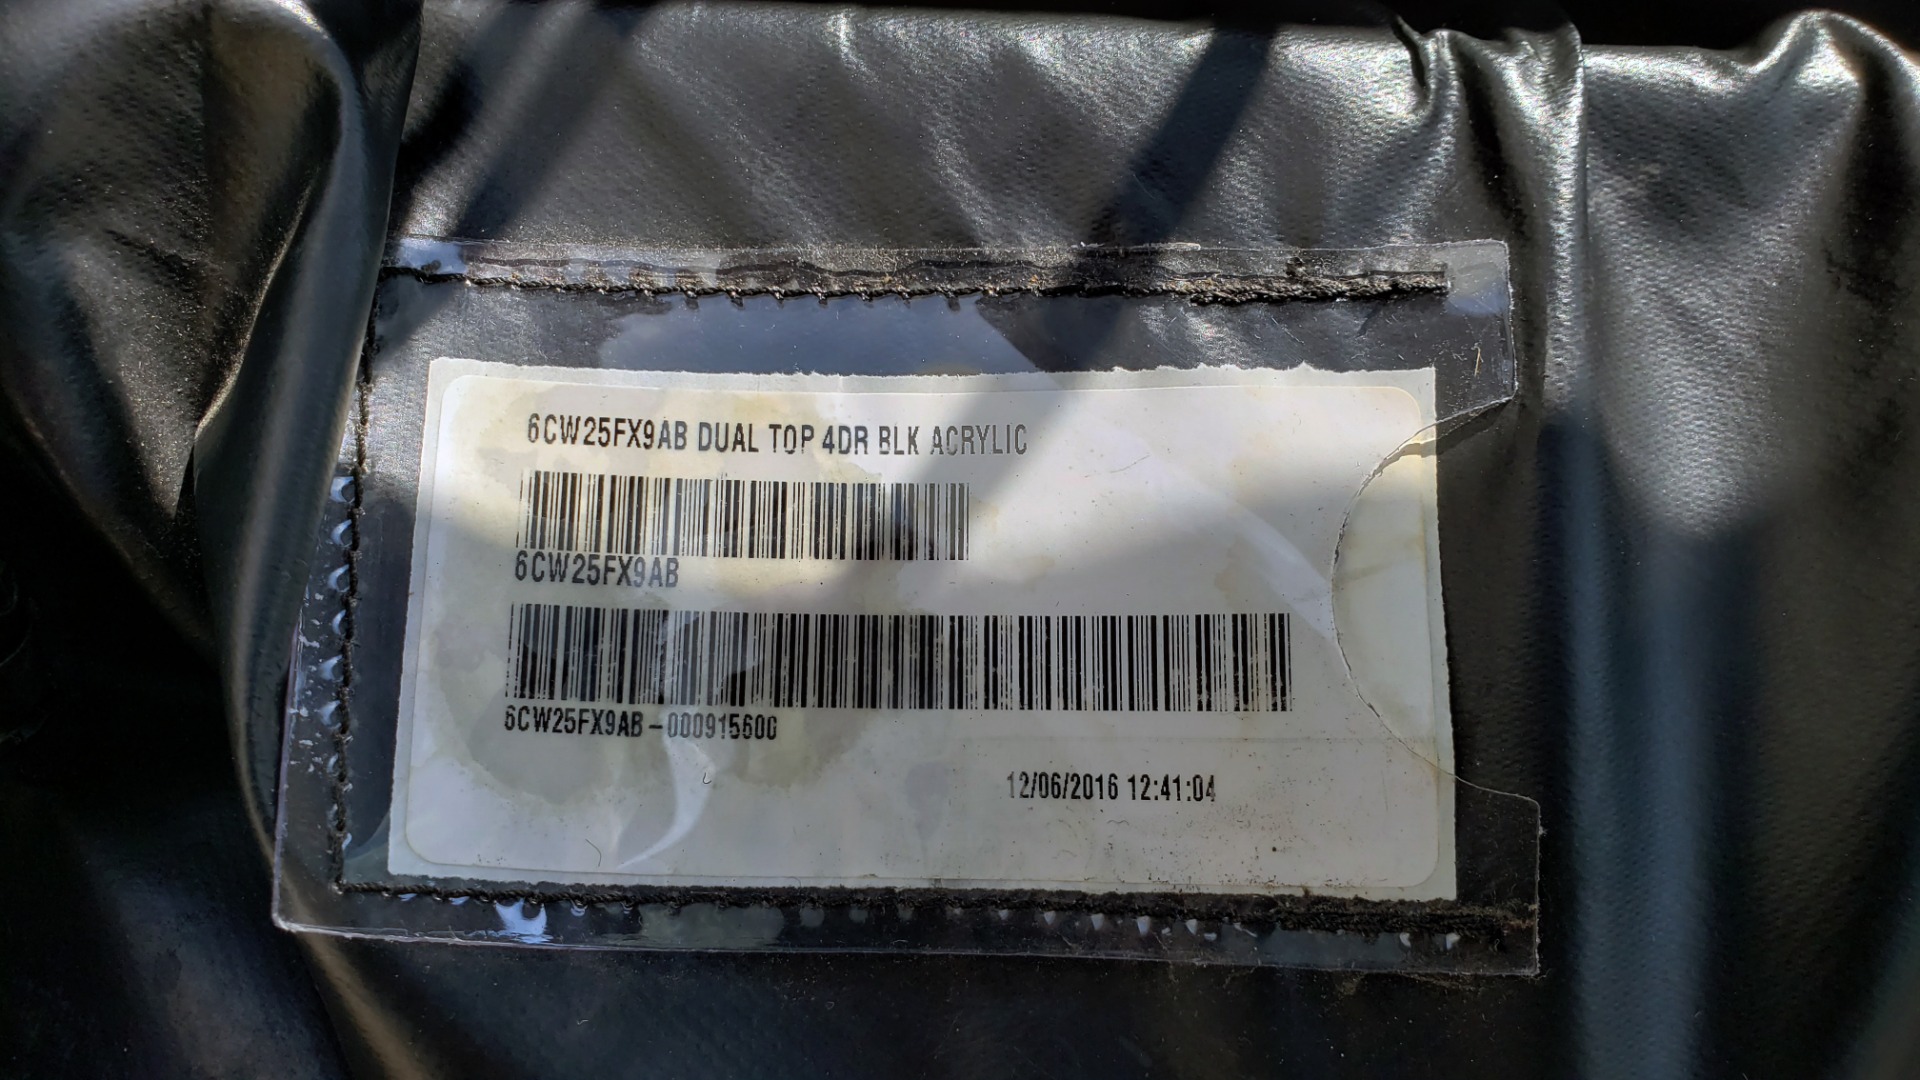 6CW25FX9AB DUAL TOP 4DR BLK ACRYLIC
6CW25FX9AB
6CW25FX9AB-000915600
12/06/2016 12:41:04